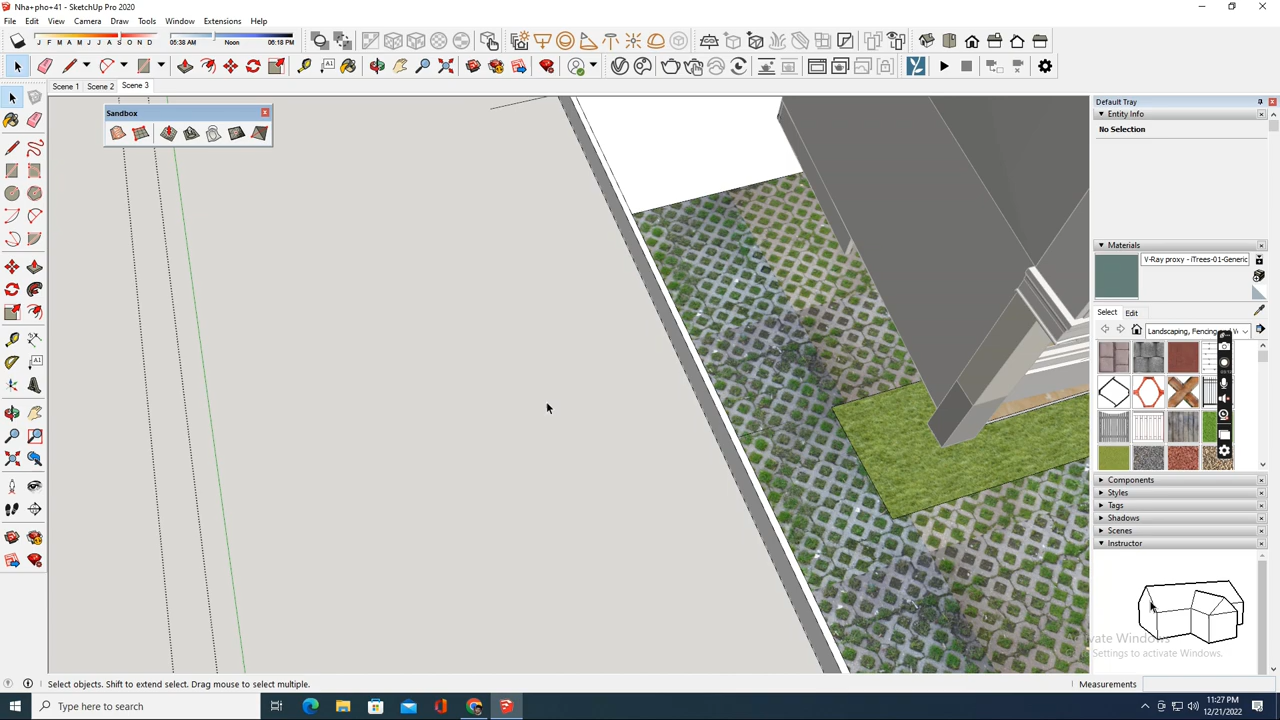 Nha+pho+41 - SketchUp Pro 2020
File Edit View Camera Draw Tools Window Extensions Help
J F M A M J J A S O N D 05:38 AM Noon 06:18 PM
Scene 1 Scene 2 Scene 3
Sandbox
Default Tray
Entity Info
No Selection
Materials
V-Ray proxy - iTrees-01-Generic
Select Edit
Landscaping, Fencing and V
Components
Styles
Tags
Shadows
Scenes
Instructor
Activate Windows
Settings to activate Windows.
Select objects. Shift to extend select. Drag mouse to select multiple.
Measurements
Type here to search
11:27 PM
12/21/2022